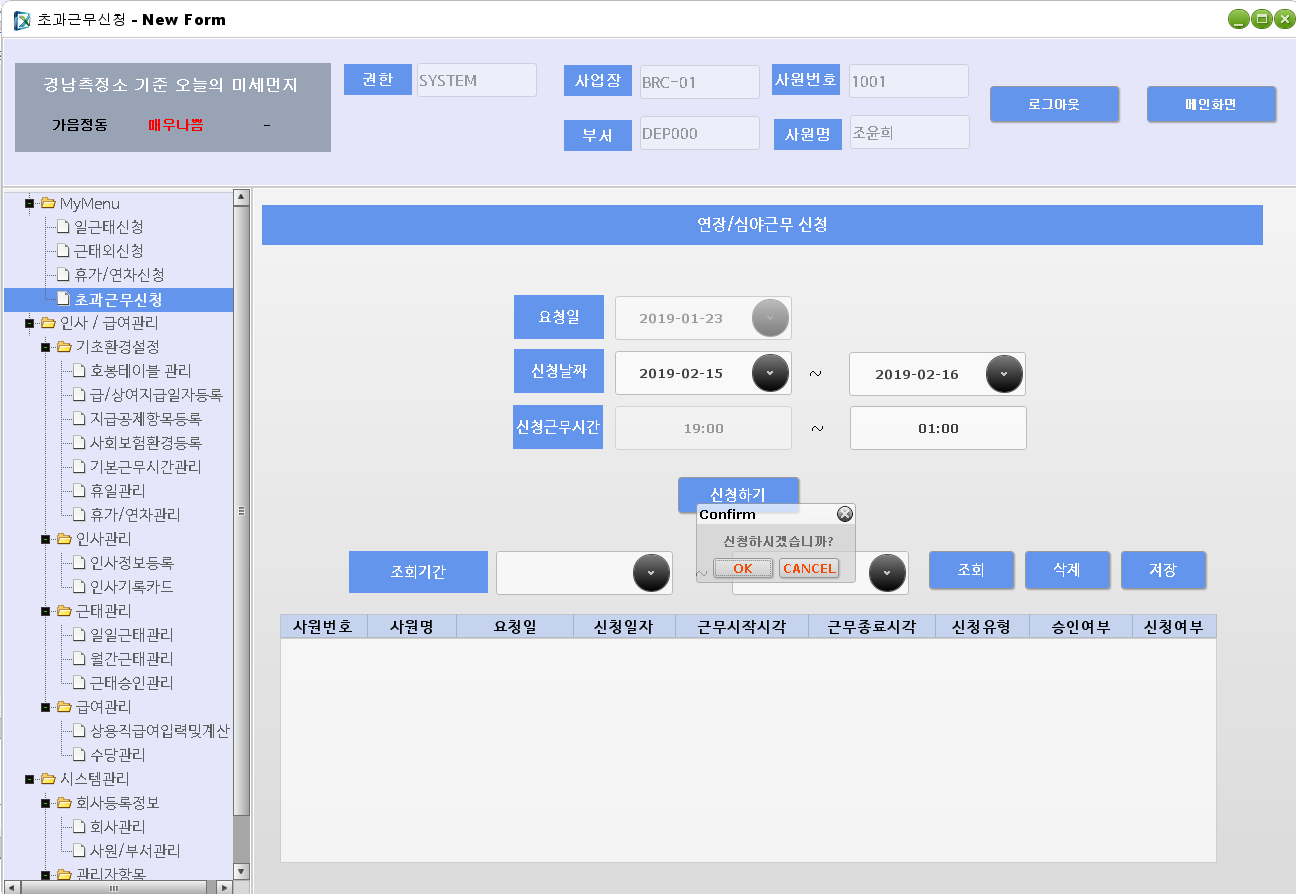 초과근무신청 - New Form
경남측정소 기준 오늘의 미세먼지
가음정동 매우나쁨 -
권한 SYSTEM
사업장 BRC-01 사원번호 1001
부서 DEP000 사원명 조윤희
로그아웃 메인화면
MyMenu
일근태신청
근태외신청
휴가/연차신청
초과근무신청
인사 / 급여관리
기초환경설정
호봉테이블 관리
급/상여지급일자등록
지급공제항목등록
사회보험환경등록
기본근무시간관리
휴일관리
휴가/연차관리
인사관리
인사정보등록
인사기록카드
근태관리
일일근태관리
월간근태관리
근태승인관리
급여관리
상용직급여입력및계산
수당관리
시스템관리
회사등록정보
회사관리
사원/부서관리
관리자항목
연장/심야근무 신청
요청일 2019-01-23
신청날짜 2019-02-15 ~ 2019-02-16
신청근무시간 19:00 ~ 01:00
신청하기
Confirm
신청하시겠습니까?
OK CANCEL
조회기간 ~ 조회 삭제 저장
사원번호 사원명 요청일 신청일자 근무시작시각 근무종료시각 신청유형 승인여부 신청여부